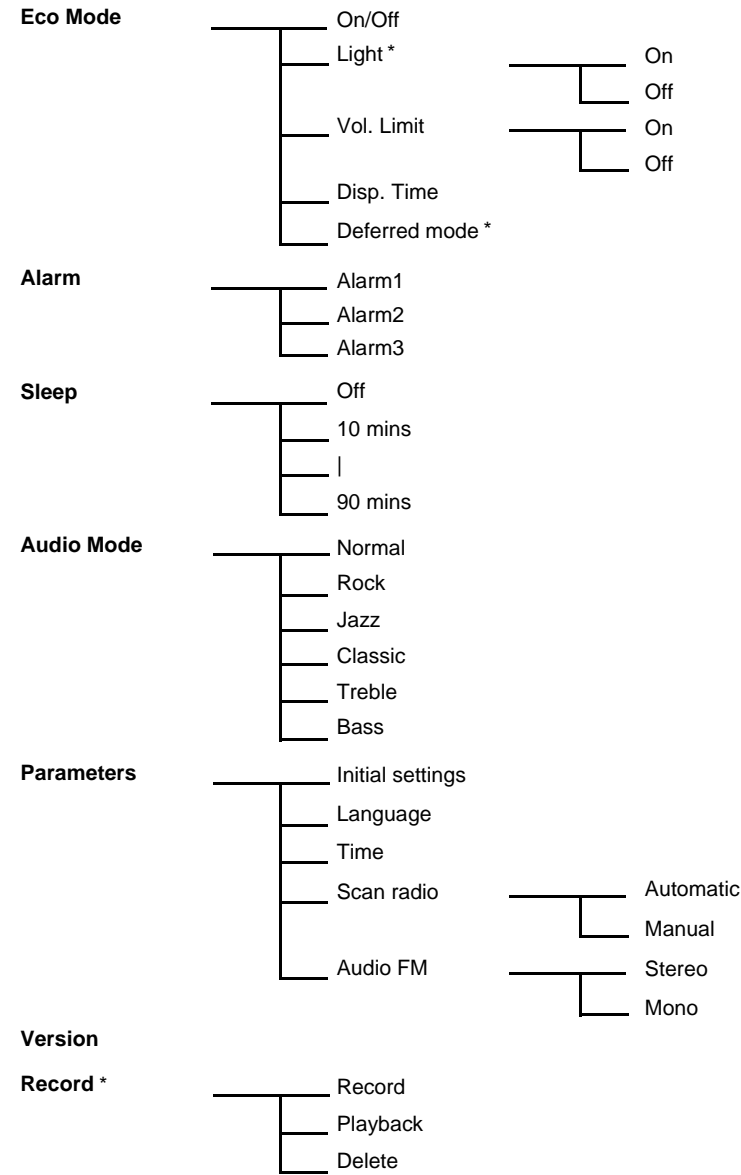 Eco Mode On/Off
Light * On
Off
Vol. Limit On
Off
Disp. Time
Deferred mode *
Alarm Alarm1
Alarm2
Alarm3
Sleep Off
10 mins
|
90 mins
Audio Mode Normal
Rock
Jazz
Classic
Treble
Bass
Parameters Initial settings
Language
Time
Scan radio Automatic
Manual
Audio FM Stereo
Mono
Version
Record * Record
Playback
Delete